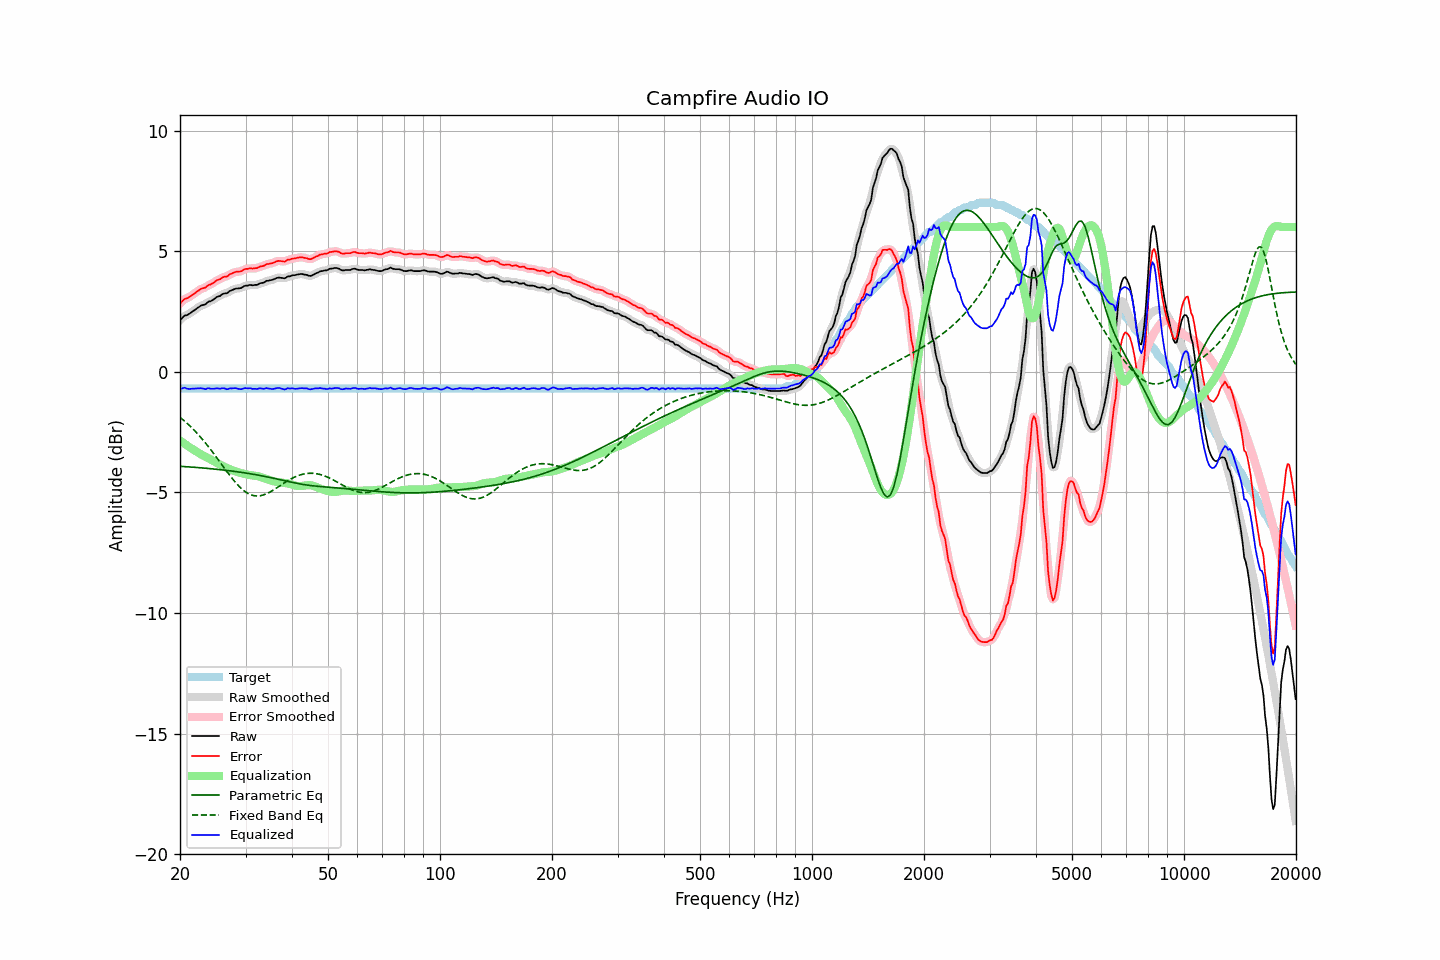 Campfire Audio IO
10
5
0
−5
−10
−15
−20
Amplitude (dBr)
Target
Raw Smoothed
Error Smoothed
Raw
Error
Equalization
Parametric Eq
Fixed Band Eq
Equalized
20 50 100 200 500 1000 2000 5000 10000 20000
Frequency (Hz)